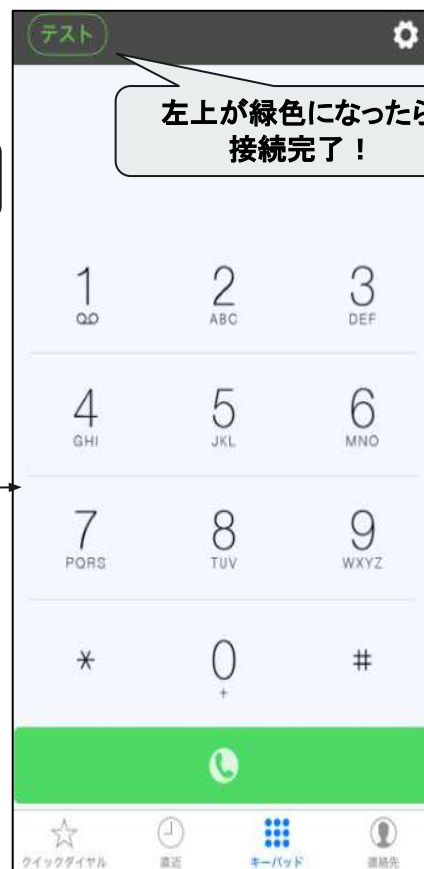 テスト
左上が緑色になったら
接続完了！
1 2 3
ABC DEF
4 5 6
GHI JKL MNO
7 8 9
PQRS TUV WXYZ
* 0 #
+
クイックダイヤル 直近 キーパッド 連絡先